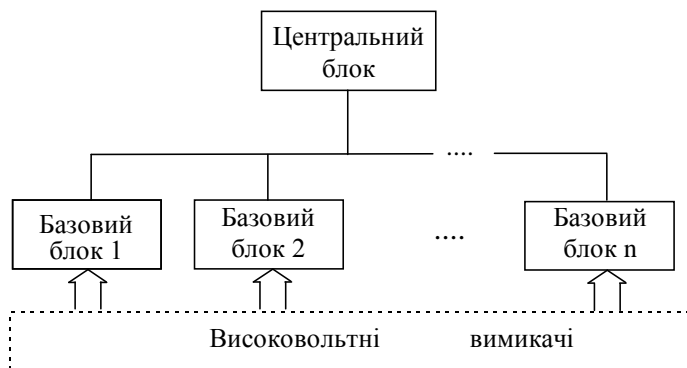 Центральний
блок
....
Базовий
блок 1
Базовий
блок 2
....
Базовий
блок n
Високовольтні вимикачі